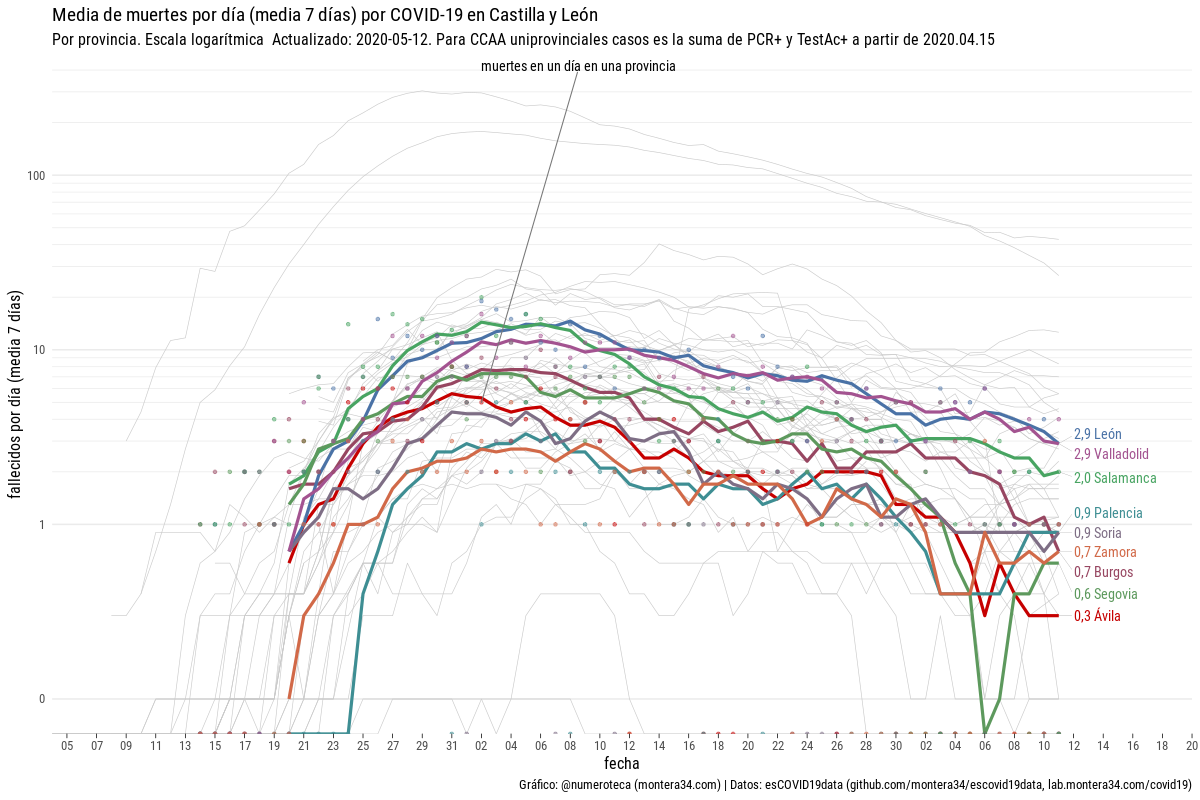 Media de muertes por día (media 7 días) por COVID-19 en Castilla y León
Por provincia. Escala logarítmica  Actualizado: 2020-05-12. Para CCAA uniprovinciales casos es la suma de PCR+ y TestAc+ a partir de 2020.04.15
muertes en un día en una provincia
fallecidos por día (media  7 días)
100
10
1
0
2,9 León
2,9 Valladolid
2,0 Salamanca
0,9 Palencia
0,9 Soria
0,7 Zamora
0,7 Burgos
0,6 Segovia
0,3 Ávila
05 07 09 11 13 15 17 19 21 23 25 27 29 31 02 04 06 08 10 12 14 16 18 20 22 24 26 28 30 02 04 06 08 10 12 14 16 18 20
fecha
Gráfico: @numeroteca (montera34.com) | Datos: esCOVID19data (github.com/montera34/escovid19data, lab.montera34.com/covid19)